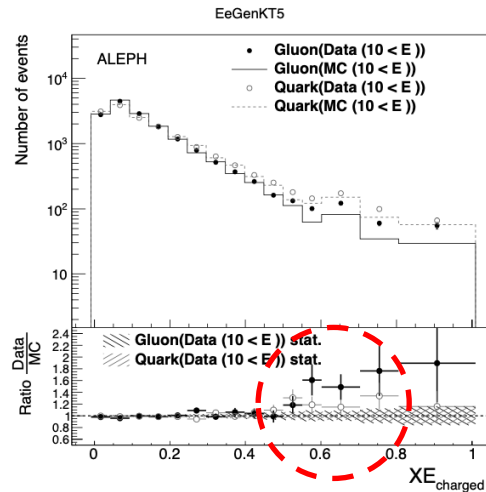 EeGenKT5
ALEPH
Gluon(Data (10 < E ))
Gluon(MC (10 < E ))
Quark(Data (10 < E ))
Quark(MC (10 < E ))
Number of events
10⁴
10³
10²
10
Gluon(Data (10 < E )) stat.
Quark(Data (10 < E )) stat.
Ratio Data/MC
2.4
2.2
2
1.8
1.6
1.4
1.2
1
0.8
0.6
0 0.2 0.4 0.6 0.8 1
XEcharged